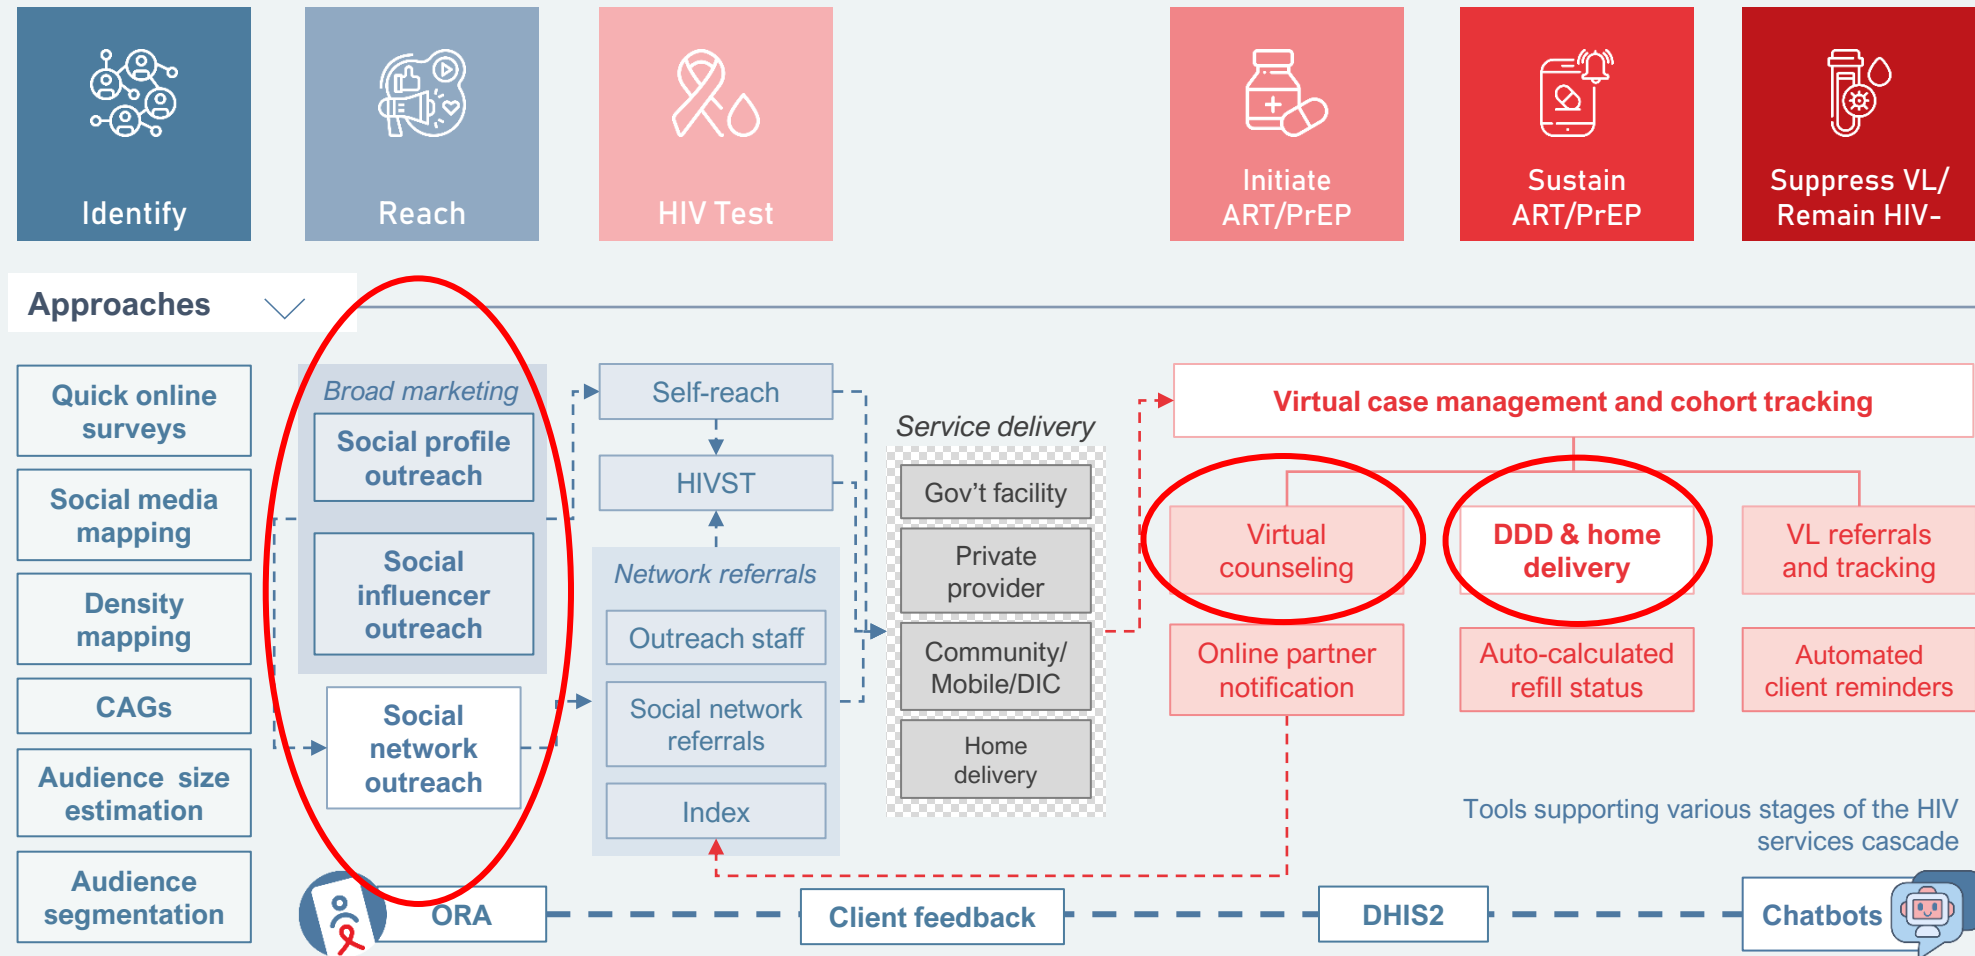 Identify
Reach
HIV Test
Initiate
ART/PrEP
Sustain
ART/PrEP
Suppress VL/
Remain HIV-
Approaches
Quick online
surveys
Social media
mapping
Density
mapping
CAGs
Audience size
estimation
Audience
segmentation
Broad marketing
Social profile
outreach
Social
influencer
outreach
Social
network
outreach
Self-reach
HIVST
Network referrals
Outreach staff
Social network
referrals
Index
Service delivery
Gov’t facility
Private
provider
Community/
Mobile/DIC
Home
delivery
Virtual case management and cohort tracking
Virtual
counseling
DDD & home
delivery
VL referrals
and tracking
Online partner
notification
Auto-calculated
refill status
Automated
client reminders
Tools supporting various stages of the HIV
services cascade
ORA
Client feedback
DHIS2
Chatbots